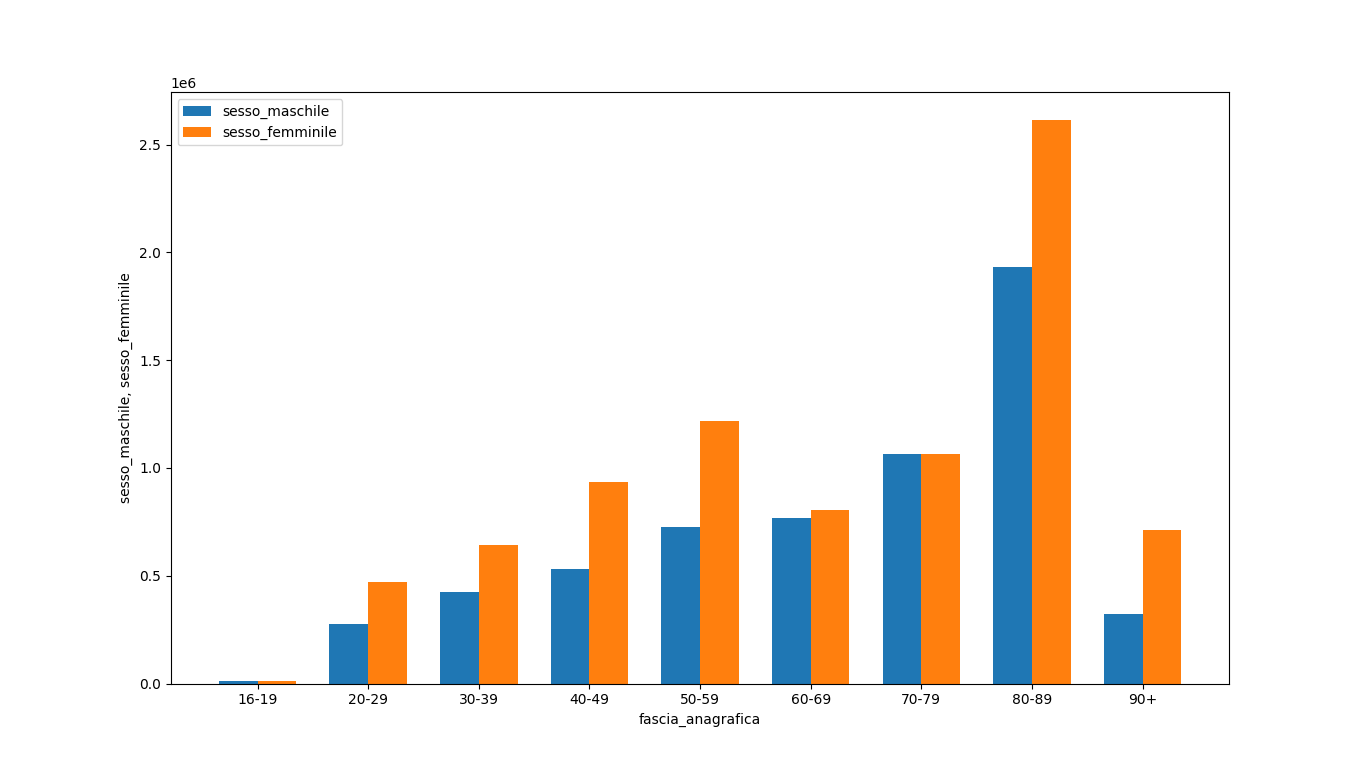 1e6
sesso_maschile
sesso_femminile
2.5
2.0
1.5
1.0
0.5
0.0
sesso_maschile, sesso_femminile
16-19 20-29 30-39 40-49 50-59 60-69 70-79 80-89 90+
fascia_anagrafica